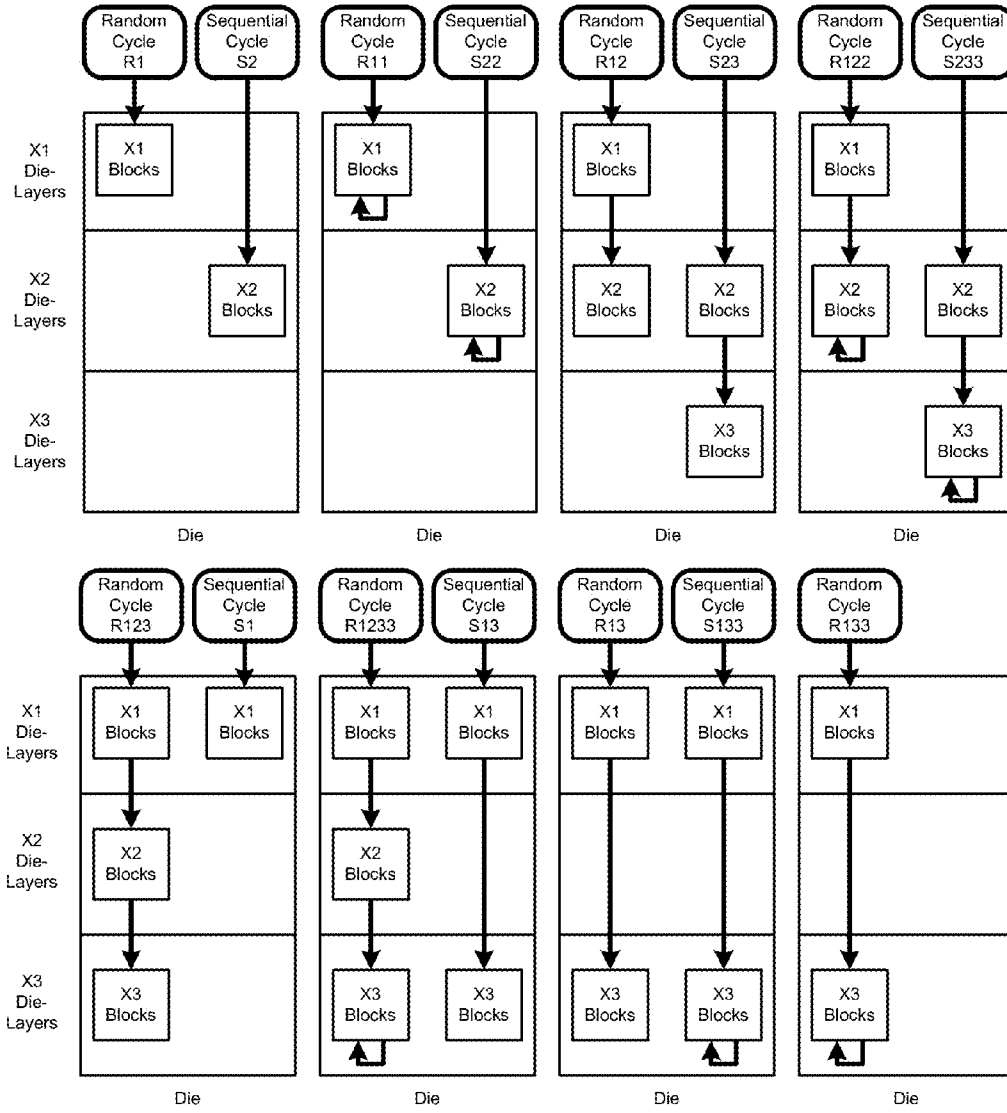 Random
Cycle
R1
Sequential
Cycle
S2
Random
Cycle
R11
Sequential
Cycle
S22
Random
Cycle
R12
Sequential
Cycle
S23
Random
Cycle
R122
Sequential
Cycle
S233
X1
Die-
Layers
X1
Blocks
X1
Blocks
X1
Blocks
X1
Blocks
X2
Die-
Layers
X2
Blocks
X2
Blocks
X2
Blocks
X2
Blocks
X2
Blocks
X2
Blocks
X3
Die-
Layers
X3
Blocks
X3
Blocks
Die
Die
Die
Die
Random
Cycle
R123
Sequential
Cycle
S1
Random
Cycle
R1233
Sequential
Cycle
S13
Random
Cycle
R13
Sequential
Cycle
S133
Random
Cycle
R133
X1
Die-
Layers
X1
Blocks
X1
Blocks
X1
Blocks
X1
Blocks
X1
Blocks
X1
Blocks
X1
Blocks
X2
Die-
Layers
X2
Blocks
X2
Blocks
X3
Die-
Layers
X3
Blocks
X3
Blocks
X3
Blocks
X3
Blocks
X3
Blocks
X3
Blocks
Die
Die
Die
Die